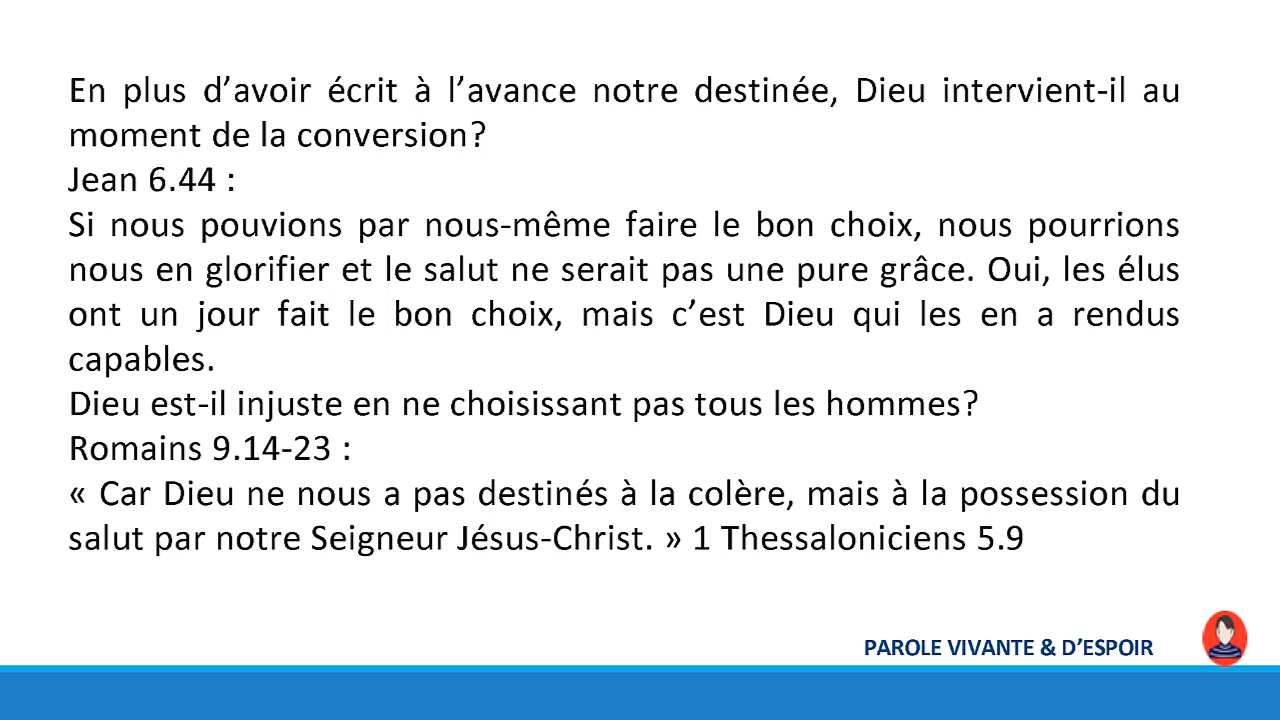 En plus d’avoir écrit à l’avance notre destinée, Dieu intervient-il au
moment de la conversion?
Jean 6.44 :
Si nous pouvions par nous-même faire le bon choix, nous pourrions
nous en glorifier et le salut ne serait pas une pure grâce. Oui, les élus
ont un jour fait le bon choix, mais c’est Dieu qui les en a rendus
capables.
Dieu est-il injuste en ne choisissant pas tous les hommes?
Romains 9.14-23 :
« Car Dieu ne nous a pas destinés à la colère, mais à la possession du
salut par notre Seigneur Jésus-Christ. » 1 Thessaloniciens 5.9
PAROLE VIVANTE & D’ESPOIR